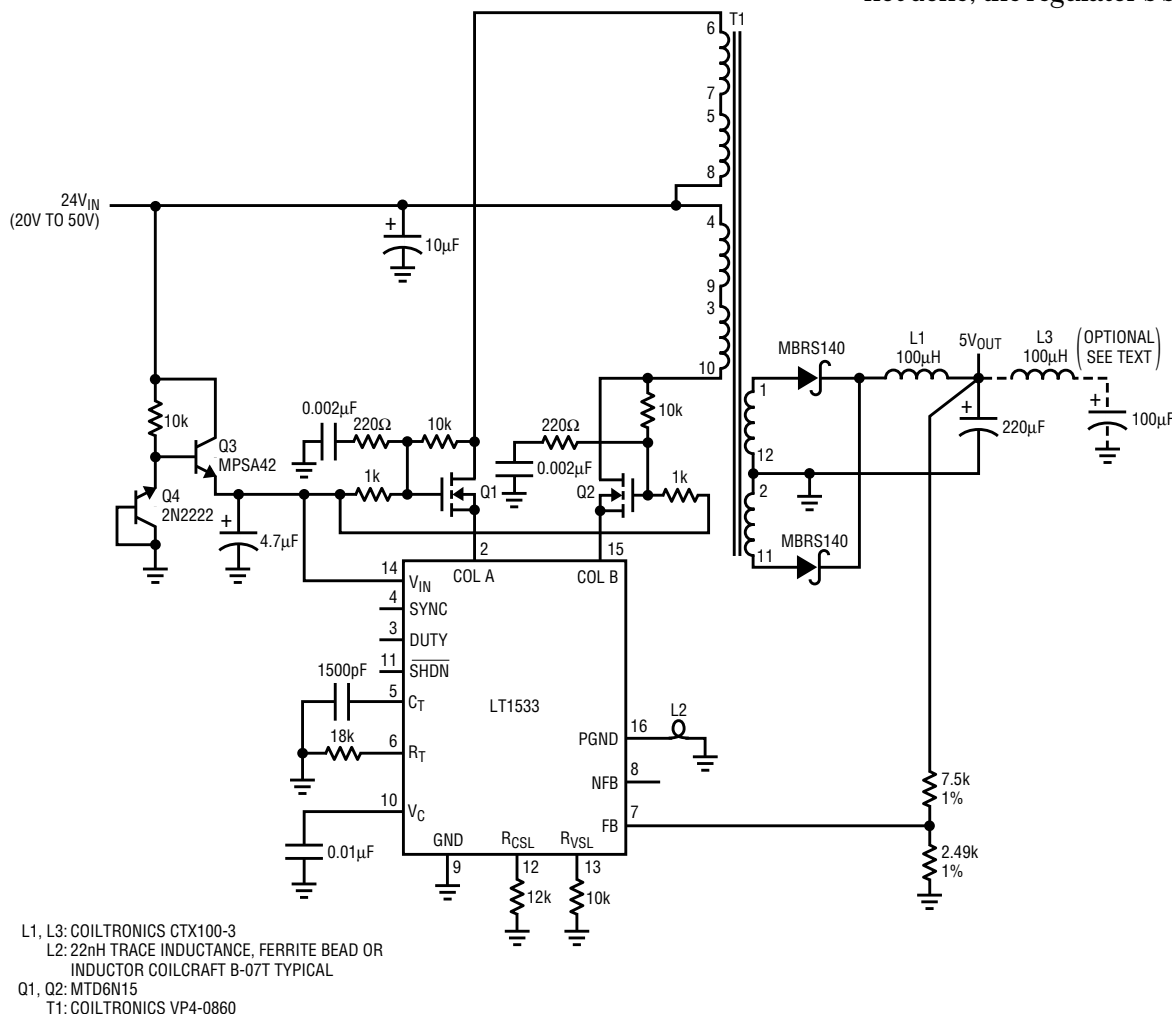 not done, the regulator's b
T1
6
7
5
8
24VIN
(20V TO 50V)
+
10µF
4
9
3
10
MBRS140
L1
100µH
5VOUT
L3
100µH
(OPTIONAL)
SEE TEXT
1
12
2
11
+
220µF
+
100µF
MBRS140
10k
Q3
MPSA42
Q4
2N2222
+
4.7µF
0.002µF
220Ω
10k
1k
Q1
220Ω
10k
0.002µF
Q2
1k
2
15
COL A
COL B
14
VIN
4
SYNC
3
DUTY
11
SHDN
1500pF
5
CT
LT1533
18k
6
RT
PGND
16
L2
NFB
8
10
VC
FB
7
0.01µF
GND
9
RCSL
12
RVSL
13
12k
10k
7.5k
1%
2.49k
1%
L1, L3: COILTRONICS CTX100-3
L2: 22nH TRACE INDUCTANCE, FERRITE BEAD OR
INDUCTOR COILCRAFT B-07T TYPICAL
Q1, Q2: MTD6N15
T1: COILTRONICS VP4-0860